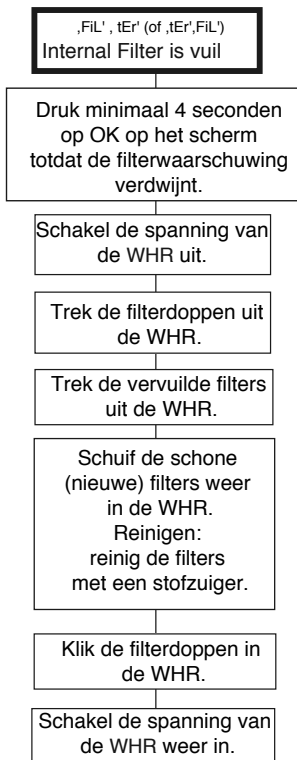 ‚FiL' , tEr' (of ‚tEr',FiL')
Internal Filter is vuil
Druk minimaal 4 seconden
op OK op het scherm
totdat de filterwaarschuwing
verdwijnt.
Schakel de spanning van
de WHR uit.
Trek de filterdoppen uit
de WHR.
Trek de vervuilde filters
uit de WHR.
Schuif de schone
(nieuwe) filters weer
in de WHR.
Reinigen:
reinig de filters
met een stofzuiger.
Klik de filterdoppen in
de WHR.
Schakel de spanning van
de WHR weer in.